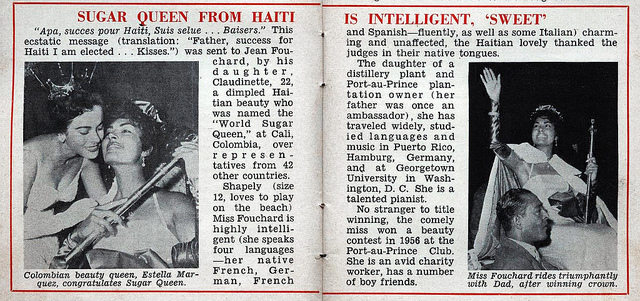 SUGAR QUEEN FROM HAITI
"Apa, succes pour Haiti, Suis selue . . . Baisers." This
ecstatic message (translation: "Father, success for
Haiti I am elected . . . Kisses.") was sent to Jean Fou-
chard, by his
daughter,
Claudinette, 22,
a dimpled Hai-
tian beauty who
was named the
"World Sugar
Queen," at Cali,
Colombia, over
represen-
tatives from 42
other countries.
Shapely (size
12, loves to play
on the beach)
Miss Fouchard is
highly intelli-
gent (she speaks
four languages
—her native
French, Ger-
man, French
Colombian beauty queen, Estella Mar-
quez, congratulates Sugar Queen.
IS INTELLIGENT, 'SWEET'
and Spanish—fluently, as well as some Italian) charm-
ing and unaffected, the Haitian lovely thanked the
judges in their native tongues.
The daughter of a
distillery plant and
Port-au-Prince plan-
tation owner (her
father was once an
ambassador), she has
traveled widely, stud-
ied languages and
music in Puerto Rico,
Hamburg, Germany,
and at Georgetown
University in Wash-
ington, D. C. She is a
talented pianist.
No stranger to title
winning, the comely
miss won a beauty
contest in 1956 at the
Port-au-Prince Club.
She is an avid charity
worker, has a number
of boy friends.
Miss Fouchard rides triumphantly
with Dad, after winning crown.